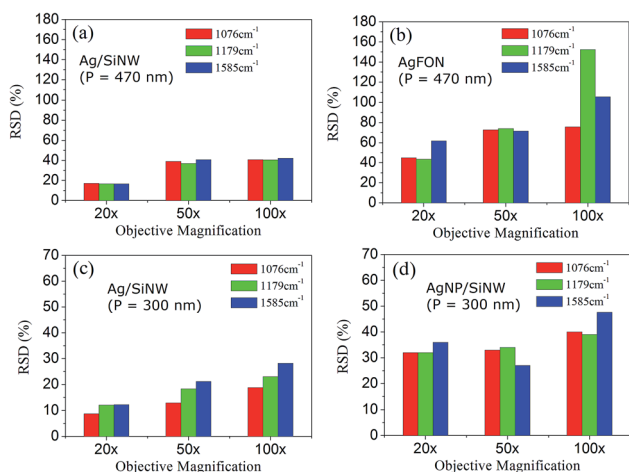 (a)
Ag/SiNW
(P = 470 nm)
1076cm-1
1179cm-1
1585cm-1
180
160
140
120
100
80
60
40
20
0
RSD (%)
20x 50x 100x
Objective Magnification
(b)
AgFON
(P = 470 nm)
1076cm-1
1179cm-1
1585cm-1
180
160
140
120
100
80
60
40
20
0
RSD (%)
20x 50x 100x
Objective Magnification
(c)
Ag/SiNW
(P = 300 nm)
1076cm-1
1179cm-1
1585cm-1
70
60
50
40
30
20
10
0
RSD (%)
20x 50x 100x
Objective Magnification
(d)
AgNP/SiNW
(P = 300 nm)
1076cm-1
1179cm-1
1585cm-1
70
60
50
40
30
20
10
0
RSD (%)
20x 50x 100x
Objective Magnification